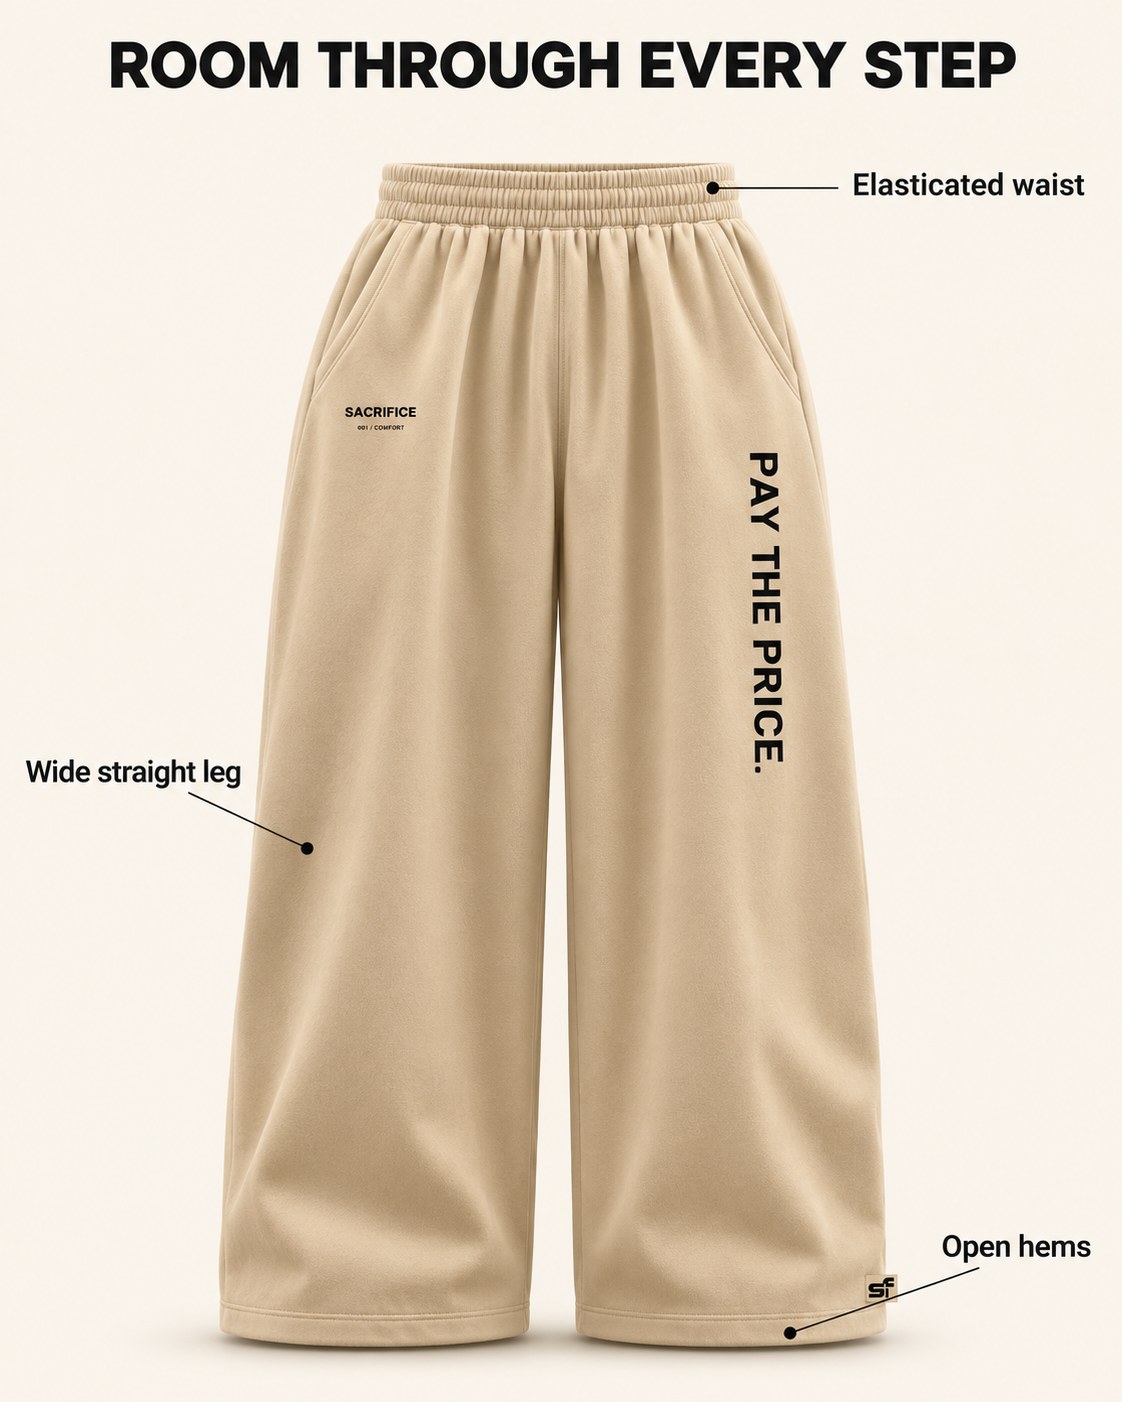 ROOM THROUGH EVERY STEP
Elasticated waist
SACRIFICE
001 / COMFORT
PAY THE PRICE.
Wide straight leg
Open hems
sf